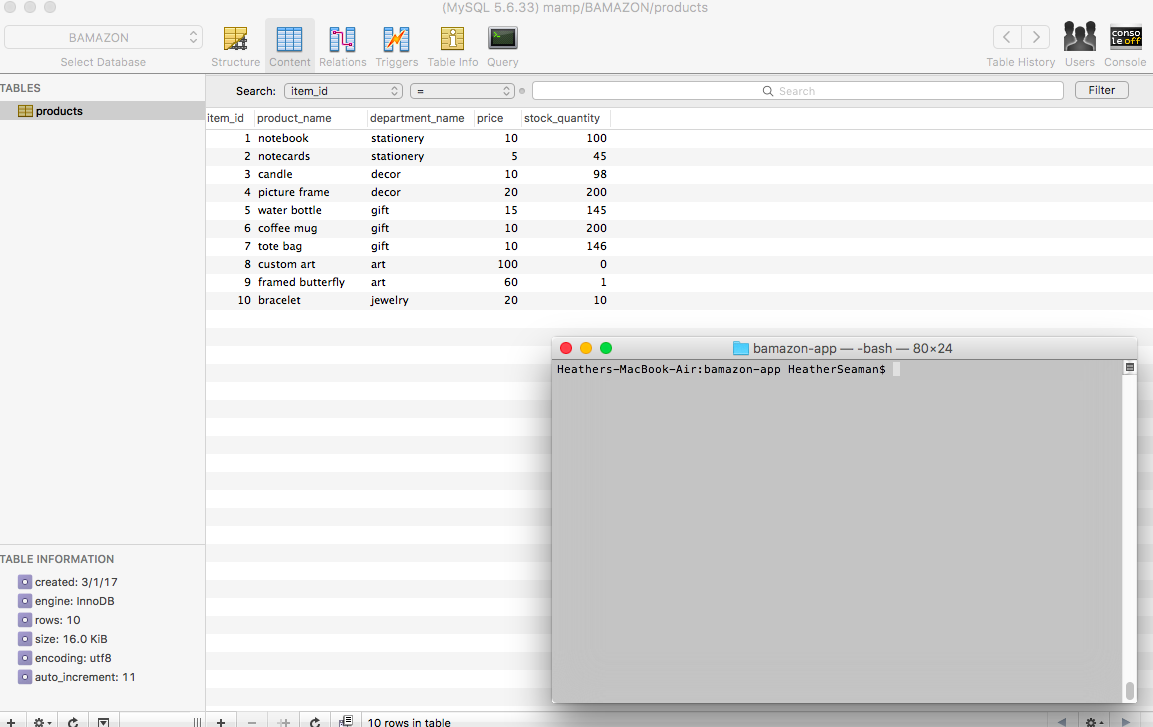 (MySQL 5.6.33) mamp/BAMAZON/products
BAMAZON
Select Database
Structure Content Relations Triggers Table Info Query
Table History Users Console
conso
le off
TABLES
products
Search: item_id = Search Filter
item_id product_name department_name price stock_quantity
1 notebook stationery 10 100
2 notecards stationery 5 45
3 candle decor 10 98
4 picture frame decor 20 200
5 water bottle gift 15 145
6 coffee mug gift 10 200
7 tote bag gift 10 146
8 custom art art 100 0
9 framed butterfly art 60 1
10 bracelet jewelry 20 10
bamazon-app — -bash — 80×24
Heathers-MacBook-Air:bamazon-app HeatherSeaman$
TABLE INFORMATION
created: 3/1/17
engine: InnoDB
rows: 10
size: 16.0 KiB
encoding: utf8
auto_increment: 11
10 rows in table